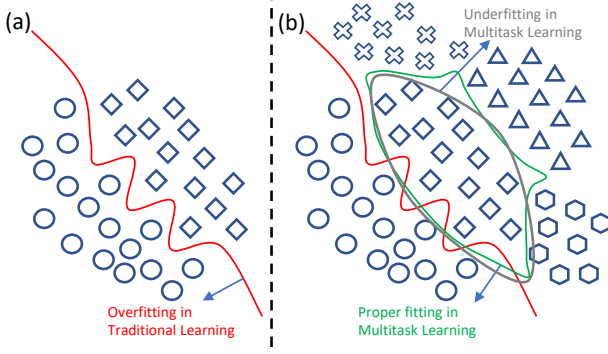 (a)
Overfitting in
Traditional Learning
(b)
Underfitting in
Multitask Learning
Proper fitting in
Multitask Learning